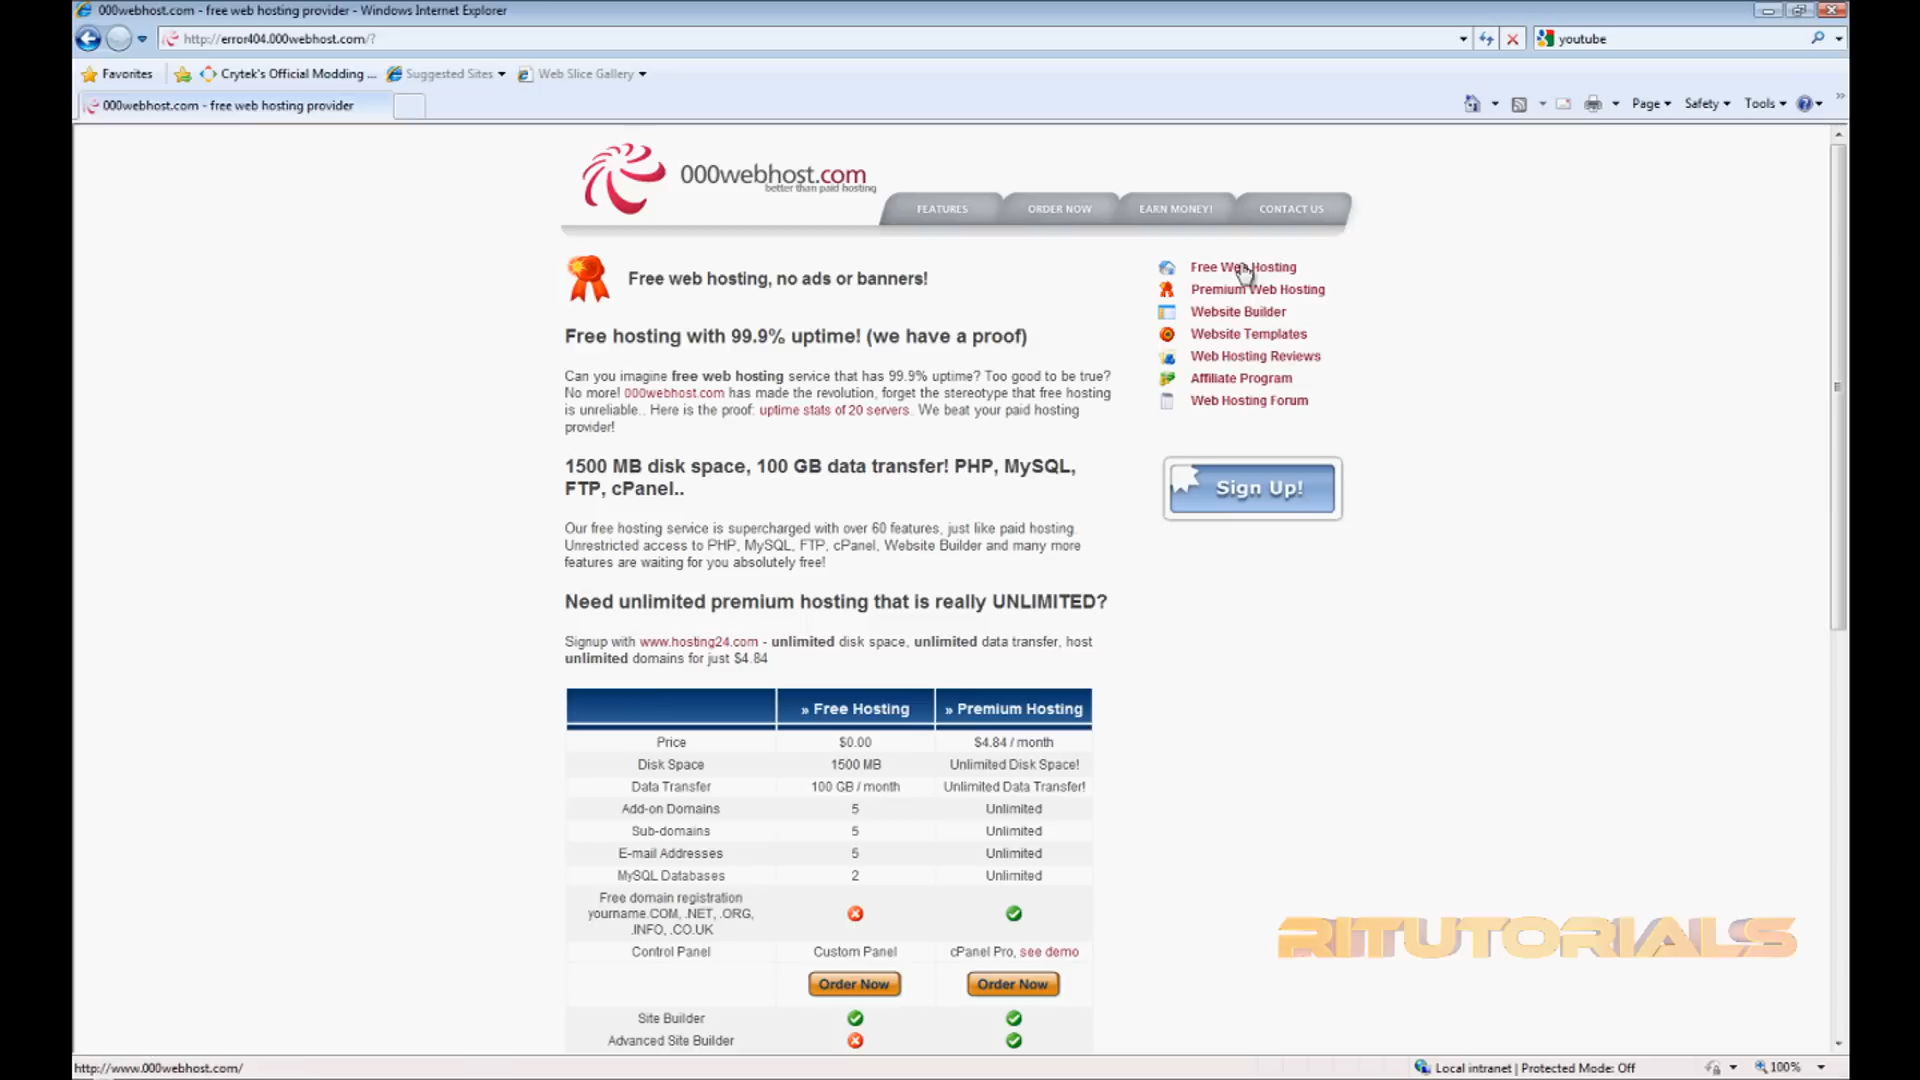 000webhost.com - free web hosting provider - Windows Internet Explorer
http://error404.000webhost.com/?
youtube
Favorites
Crytek's Official Modding ...
Suggested Sites
Web Slice Gallery
000webhost.com - free web hosting provider
Page
Safety
Tools
000webhost.com
better than paid hosting
FEATURES
ORDER NOW
EARN MONEY!
CONTACT US
Free web hosting, no ads or banners!
Free hosting with 99.9% uptime! (we have a proof)
Can you imagine free web hosting service that has 99.9% uptime? Too good to be true?
No more! 000webhost.com has made the revolution, forget the stereotype that free hosting
is unreliable.. Here is the proof: uptime stats of 20 servers. We beat your paid hosting
provider!
1500 MB disk space, 100 GB data transfer! PHP, MySQL,
FTP, cPanel..
Our free hosting service is supercharged with over 60 features, just like paid hosting.
Unrestricted access to PHP, MySQL, FTP, cPanel, Website Builder and many more
features are waiting for you absolutely free!
Need unlimited premium hosting that is really UNLIMITED?
Signup with www.hosting24.com - unlimited disk space, unlimited data transfer, host
unlimited domains for just $4.84
» Free Hosting » Premium Hosting
Price $0.00 $4.84 / month
Disk Space 1500 MB Unlimited Disk Space!
Data Transfer 100 GB / month Unlimited Data Transfer!
Add-on Domains 5 Unlimited
Sub-domains 5 Unlimited
E-mail Addresses 5 Unlimited
MySQL Databases 2 Unlimited
Free domain registration
yourname.COM, .NET, .ORG,
.INFO, .CO.UK
Control Panel Custom Panel cPanel Pro, see demo
Order Now Order Now
Site Builder
Advanced Site Builder
Free Web Hosting
Premium Web Hosting
Website Builder
Website Templates
Web Hosting Reviews
Affiliate Program
Web Hosting Forum
Sign Up!
RITUTORIALS
http://www.000webhost.com/
Local intranet | Protected Mode: Off
100%